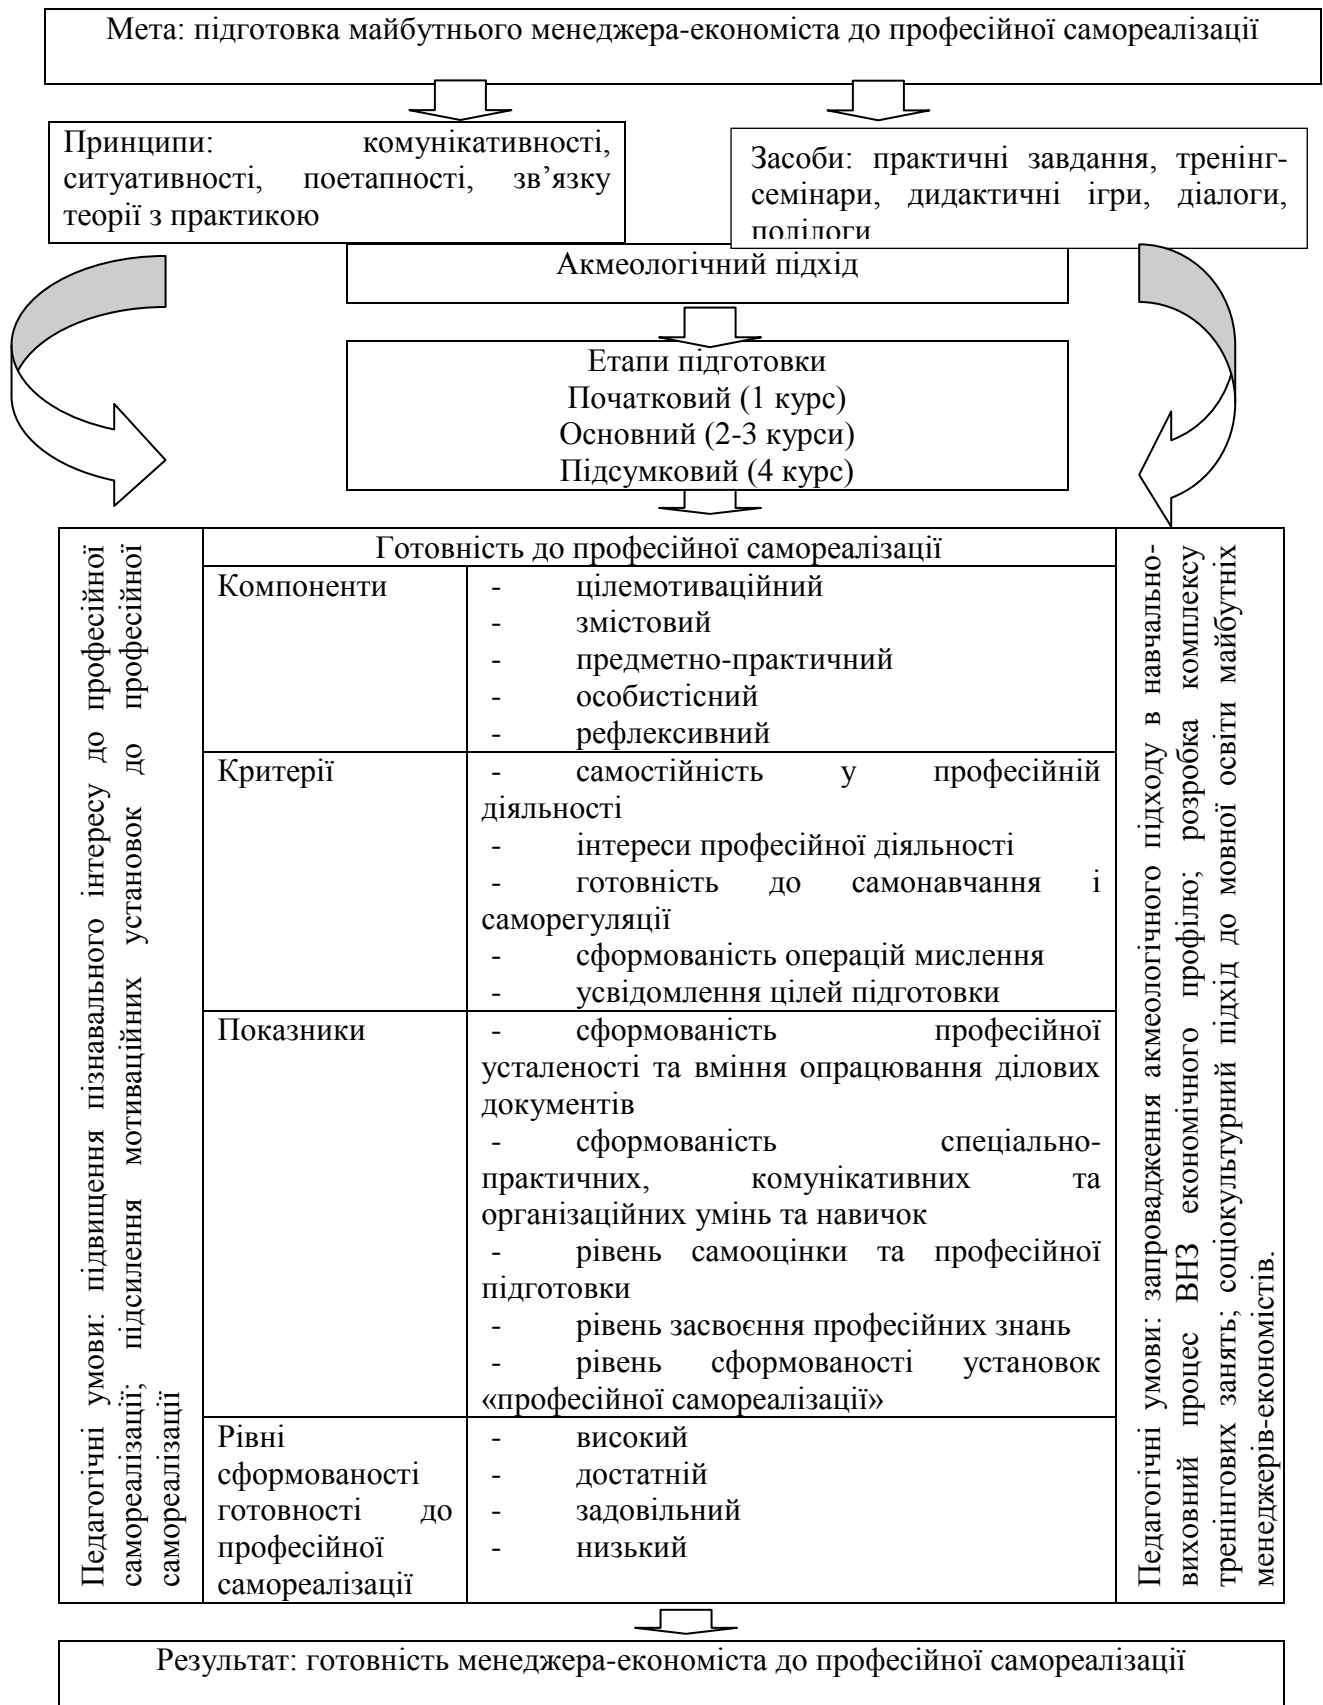 Мета: підготовка майбутнього менеджера-економіста до професійної самореалізації
Принципи: комунікативності,
ситуативності, поетапності, зв’язку
теорії з практикою
Засоби: практичні завдання, тренінг-
семінари, дидактичні ігри, діалоги,
полілоги
Акмеологічний підхід
Етапи підготовки
Початковий (1 курс)
Основний (2-3 курси)
Підсумковий (4 курс)
Педагогічні умови: підвищення пізнавального інтересу до професійної
самореалізації; підсилення мотиваційних установок до професійної
самореалізації
Готовність до професійної самореалізації
Компоненти
- цілемотиваційний
- змістовий
- предметно-практичний
- особистісний
- рефлексивний
Критерії
- самостійність у професійній
діяльності
- інтереси професійної діяльності
- готовність до самонавчання і
саморегуляції
- сформованість операцій мислення
- усвідомлення цілей підготовки
Показники
- сформованість професійної
усталеності та вміння опрацювання ділових
документів
- сформованість спеціально-
практичних, комунікативних та
організаційних умінь та навичок
- рівень самооцінки та професійної
підготовки
- рівень засвоєння професійних знань
- рівень сформованості установок
«професійної самореалізації»
Рівні
сформованості
готовності до
професійної
самореалізації
- високий
- достатній
- задовільний
- низький
Педагогічні умови: запровадження акмеологічного підходу в навчально-
виховний процес ВНЗ економічного профілю; розробка комплексу
тренінгових занять; соціокультурний підхід до мовної освіти майбутніх
менеджерів-економістів.
Результат: готовність менеджера-економіста до професійної самореалізації